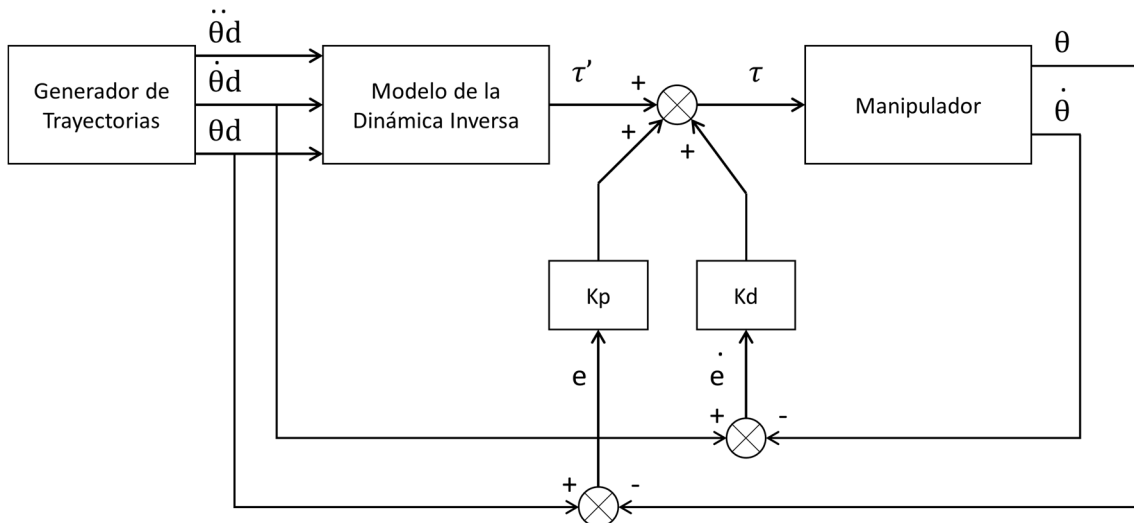 θ̈d
θ̇d
θd
Generador de
Trayectorias
Modelo de la
Dinámica Inversa
τ’
+
+
+
τ
Manipulador
θ
θ̇
Kp
Kd
e
ė
+
-
+
-